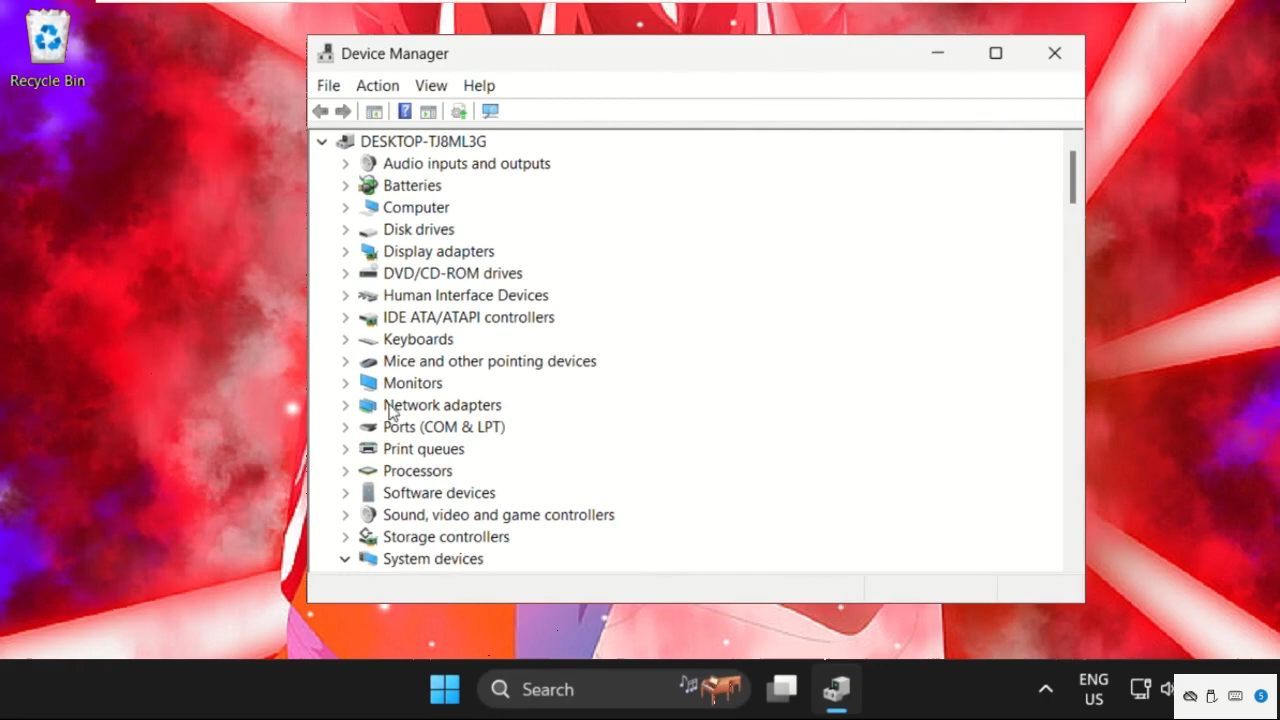 Recycle Bin
Device Manager
File Action View Help
DESKTOP-TJ8ML3G
Audio inputs and outputs
Batteries
Computer
Disk drives
Display adapters
DVD/CD-ROM drives
Human Interface Devices
IDE ATA/ATAPI controllers
Keyboards
Mice and other pointing devices
Monitors
Network adapters
Ports (COM & LPT)
Print queues
Processors
Software devices
Sound, video and game controllers
Storage controllers
System devices
Search
ENG
US
5